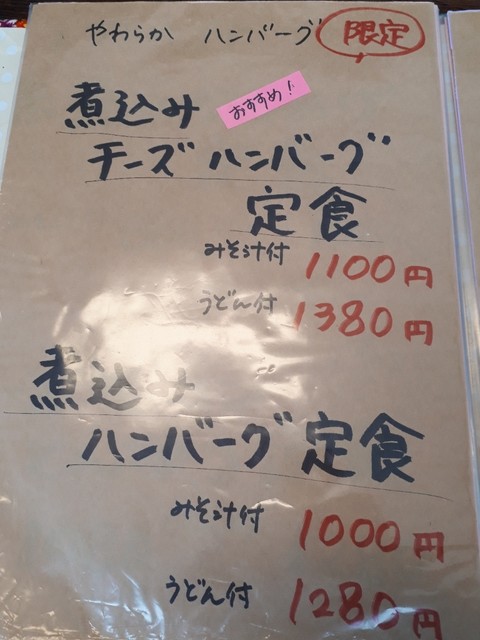 やわらか ハンバーグ 限定
煮込み おすすめ!
チーズハンバーグ
定食
みそ汁付 1100円
うどん付 1380円
煮込み
ハンバーグ定食
みそ汁付 1000円
うどん付 1280円